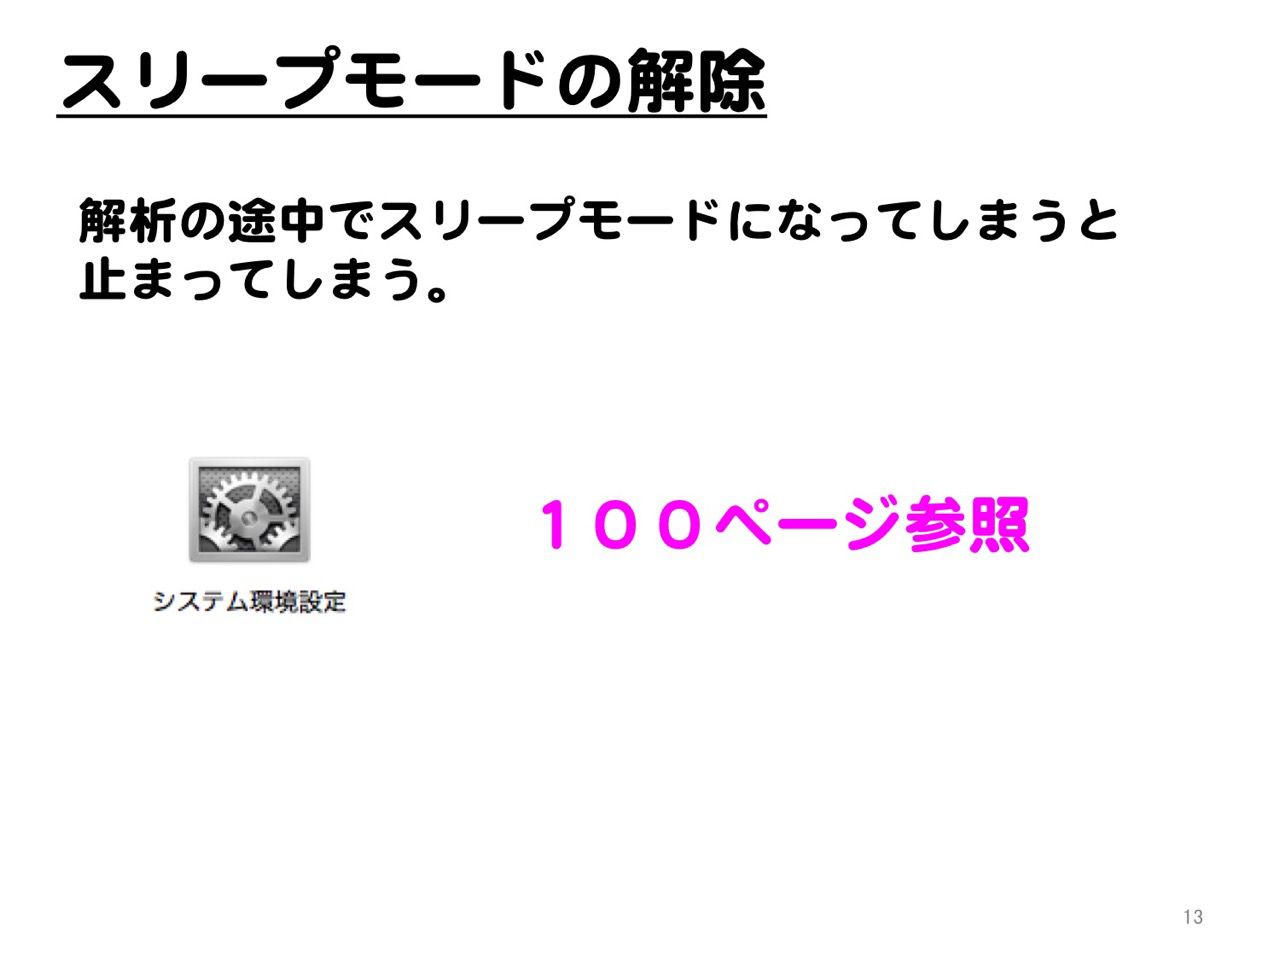 スリープモードの解除
解析の途中でスリープモードになってしまうと
止まってしまう。
１００ページ参照
システム環境設定
13